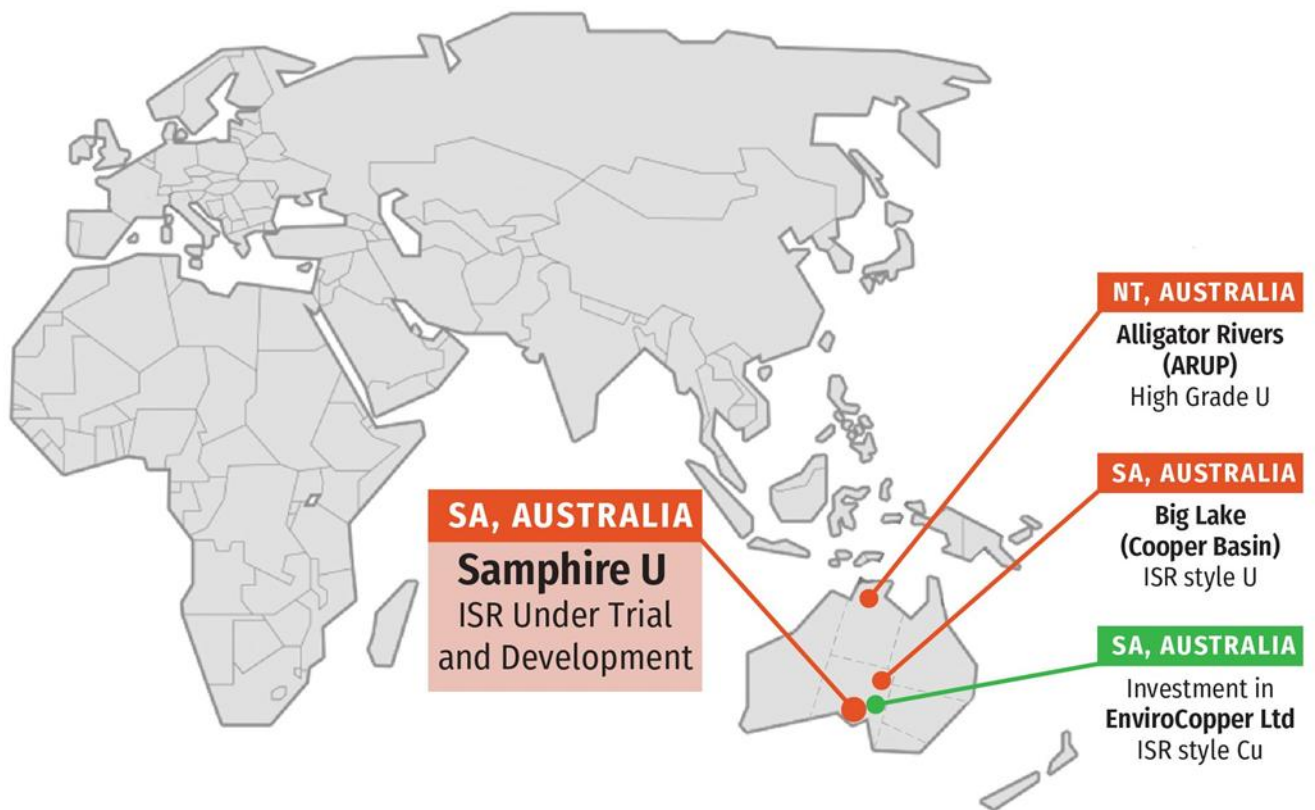 NT, AUSTRALIA
Alligator Rivers
(ARUP)
High Grade U
SA, AUSTRALIA
Big Lake
(Cooper Basin)
ISR style U
SA, AUSTRALIA
Samphire U
ISR Under Trial
and Development
SA, AUSTRALIA
Investment in
EnviroCopper Ltd
ISR style Cu